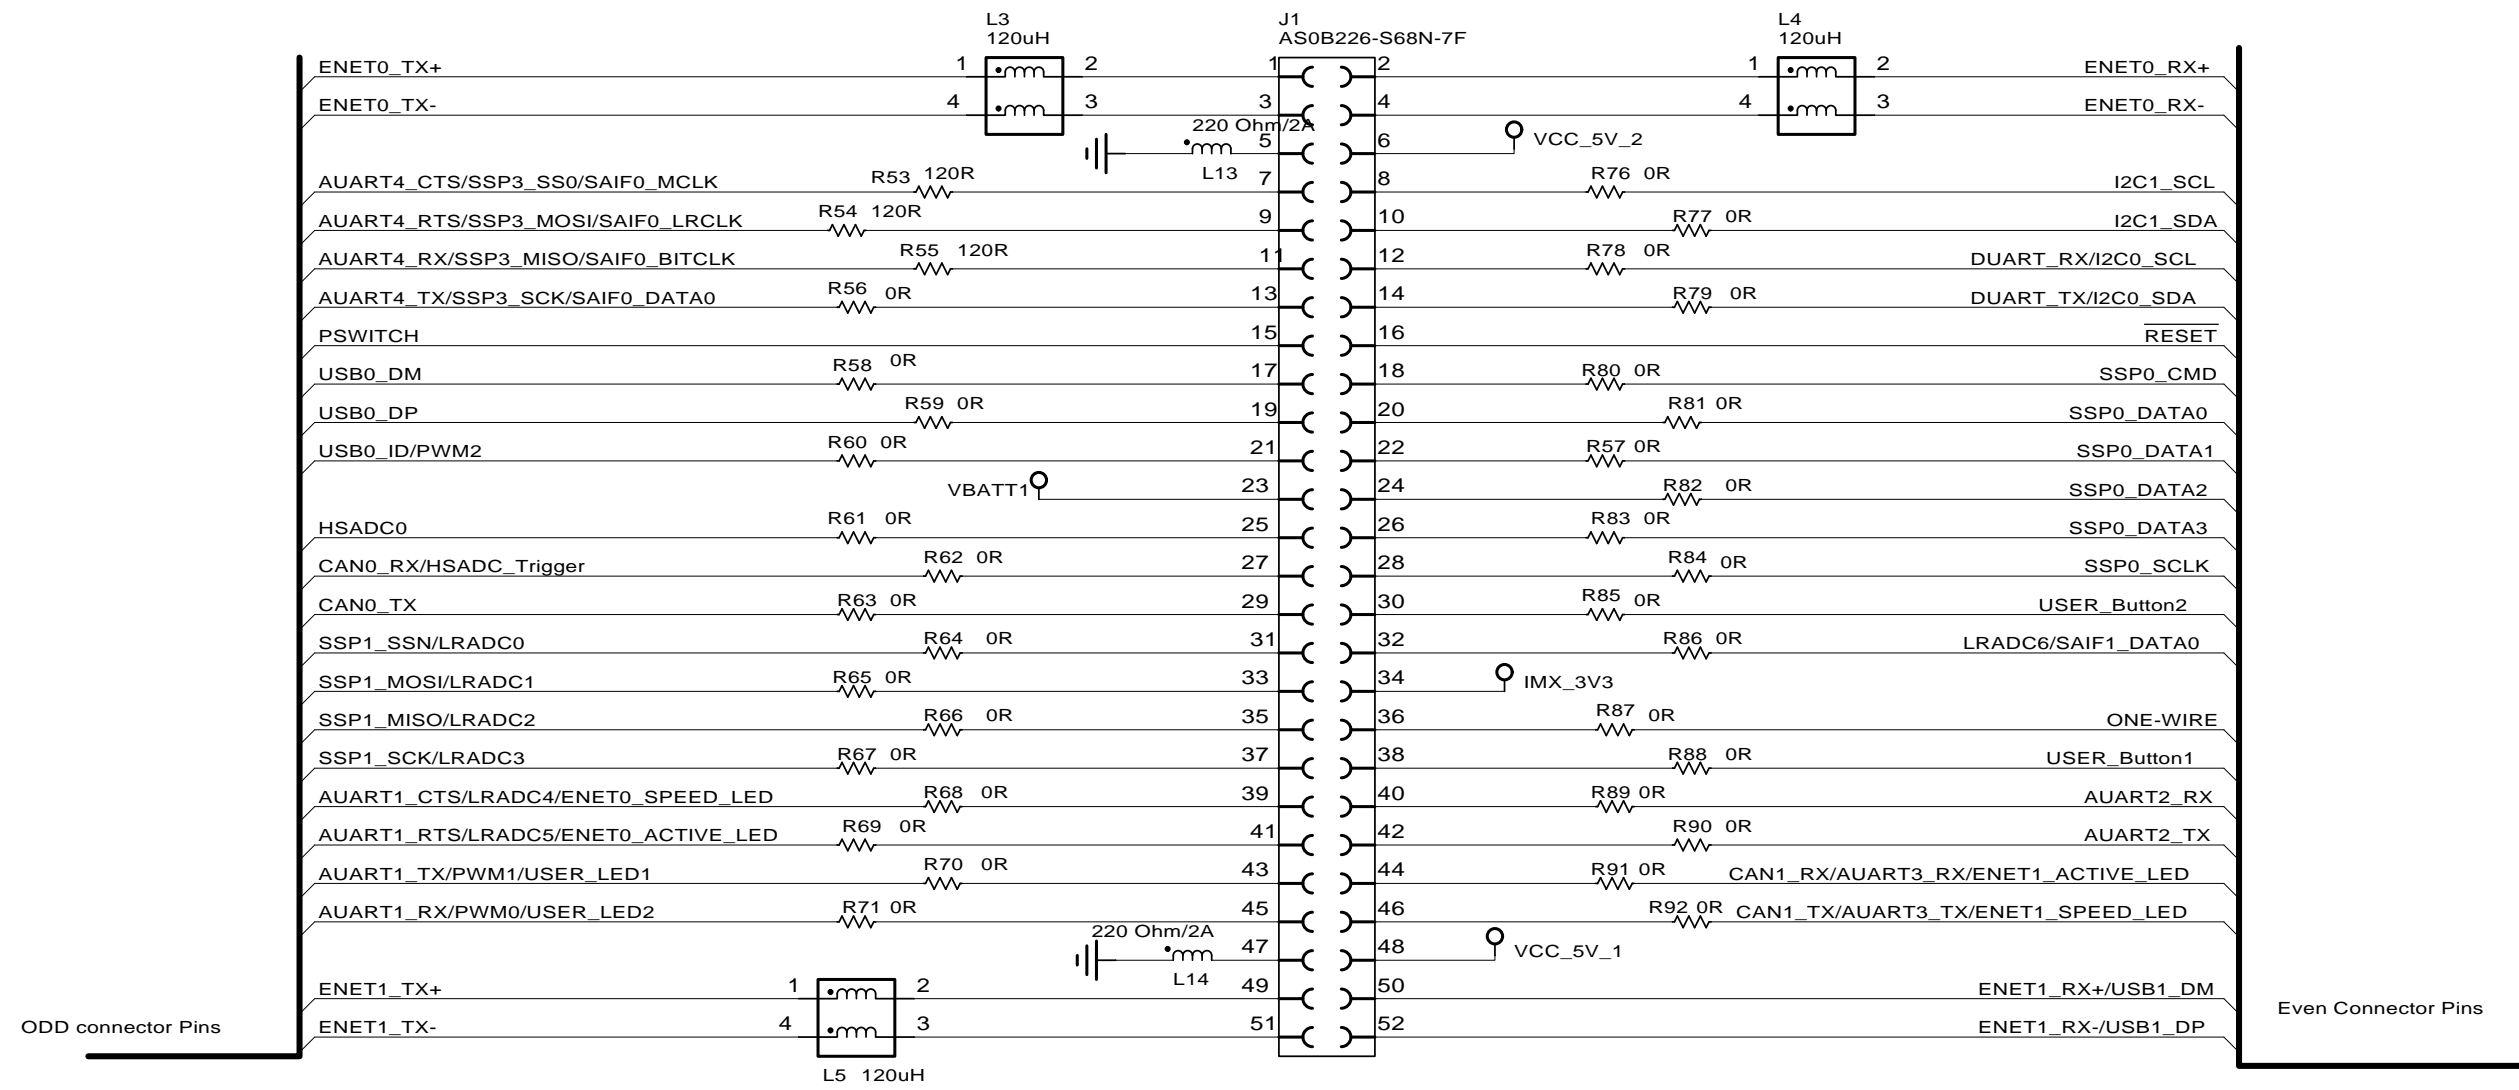 L3
120uH
J1
AS0B226-S68N-7F
L4
120uH
ENET0_TX+ 1 2 1 2 1 2 ENET0_RX+
ENET0_TX- 4 3 3 4 4 3 ENET0_RX-
220 Ohm/2A 5 6 VCC_5V_2
L13
AUART4_CTS/SSP3_SS0/SAIF0_MCLK R53 120R 7 8 R76 0R I2C1_SCL
AUART4_RTS/SSP3_MOSI/SAIF0_LRCLK R54 120R 9 10 R77 0R I2C1_SDA
AUART4_RX/SSP3_MISO/SAIF0_BITCLK R55 120R 11 12 R78 0R DUART_RX/I2C0_SCL
AUART4_TX/SSP3_SCK/SAIF0_DATA0 R56 0R 13 14 R79 0R DUART_TX/I2C0_SDA
PSWITCH 15 16 RESET
USB0_DM R58 0R 17 18 R80 0R SSP0_CMD
USB0_DP R59 0R 19 20 R81 0R SSP0_DATA0
USB0_ID/PWM2 R60 0R 21 22 R57 0R SSP0_DATA1
VBATT1 23 24 R82 0R SSP0_DATA2
HSADC0 R61 0R 25 26 R83 0R SSP0_DATA3
CAN0_RX/HSADC_Trigger R62 0R 27 28 R84 0R SSP0_SCLK
CAN0_TX R63 0R 29 30 R85 0R USER_Button2
SSP1_SSN/LRADC0 R64 0R 31 32 R86 0R LRADC6/SAIF1_DATA0
SSP1_MOSI/LRADC1 R65 0R 33 34 IMX_3V3
SSP1_MISO/LRADC2 R66 0R 35 36 R87 0R ONE-WIRE
SSP1_SCK/LRADC3 R67 0R 37 38 R88 0R USER_Button1
AUART1_CTS/LRADC4/ENET0_SPEED_LED R68 0R 39 40 R89 0R AUART2_RX
AUART1_RTS/LRADC5/ENET0_ACTIVE_LED R69 0R 41 42 R90 0R AUART2_TX
AUART1_TX/PWM1/USER_LED1 R70 0R 43 44 R91 0R CAN1_RX/AUART3_RX/ENET1_ACTIVE_LED
AUART1_RX/PWM0/USER_LED2 R71 0R 45 46 R92 0R CAN1_TX/AUART3_TX/ENET1_SPEED_LED
220 Ohm/2A 47 48 VCC_5V_1
L14
ENET1_TX+ 1 2 49 50 ENET1_RX+/USB1_DM
ENET1_TX- 4 3 51 52 ENET1_RX-/USB1_DP
ODD connector Pins
Even Connector Pins
L5 120uH